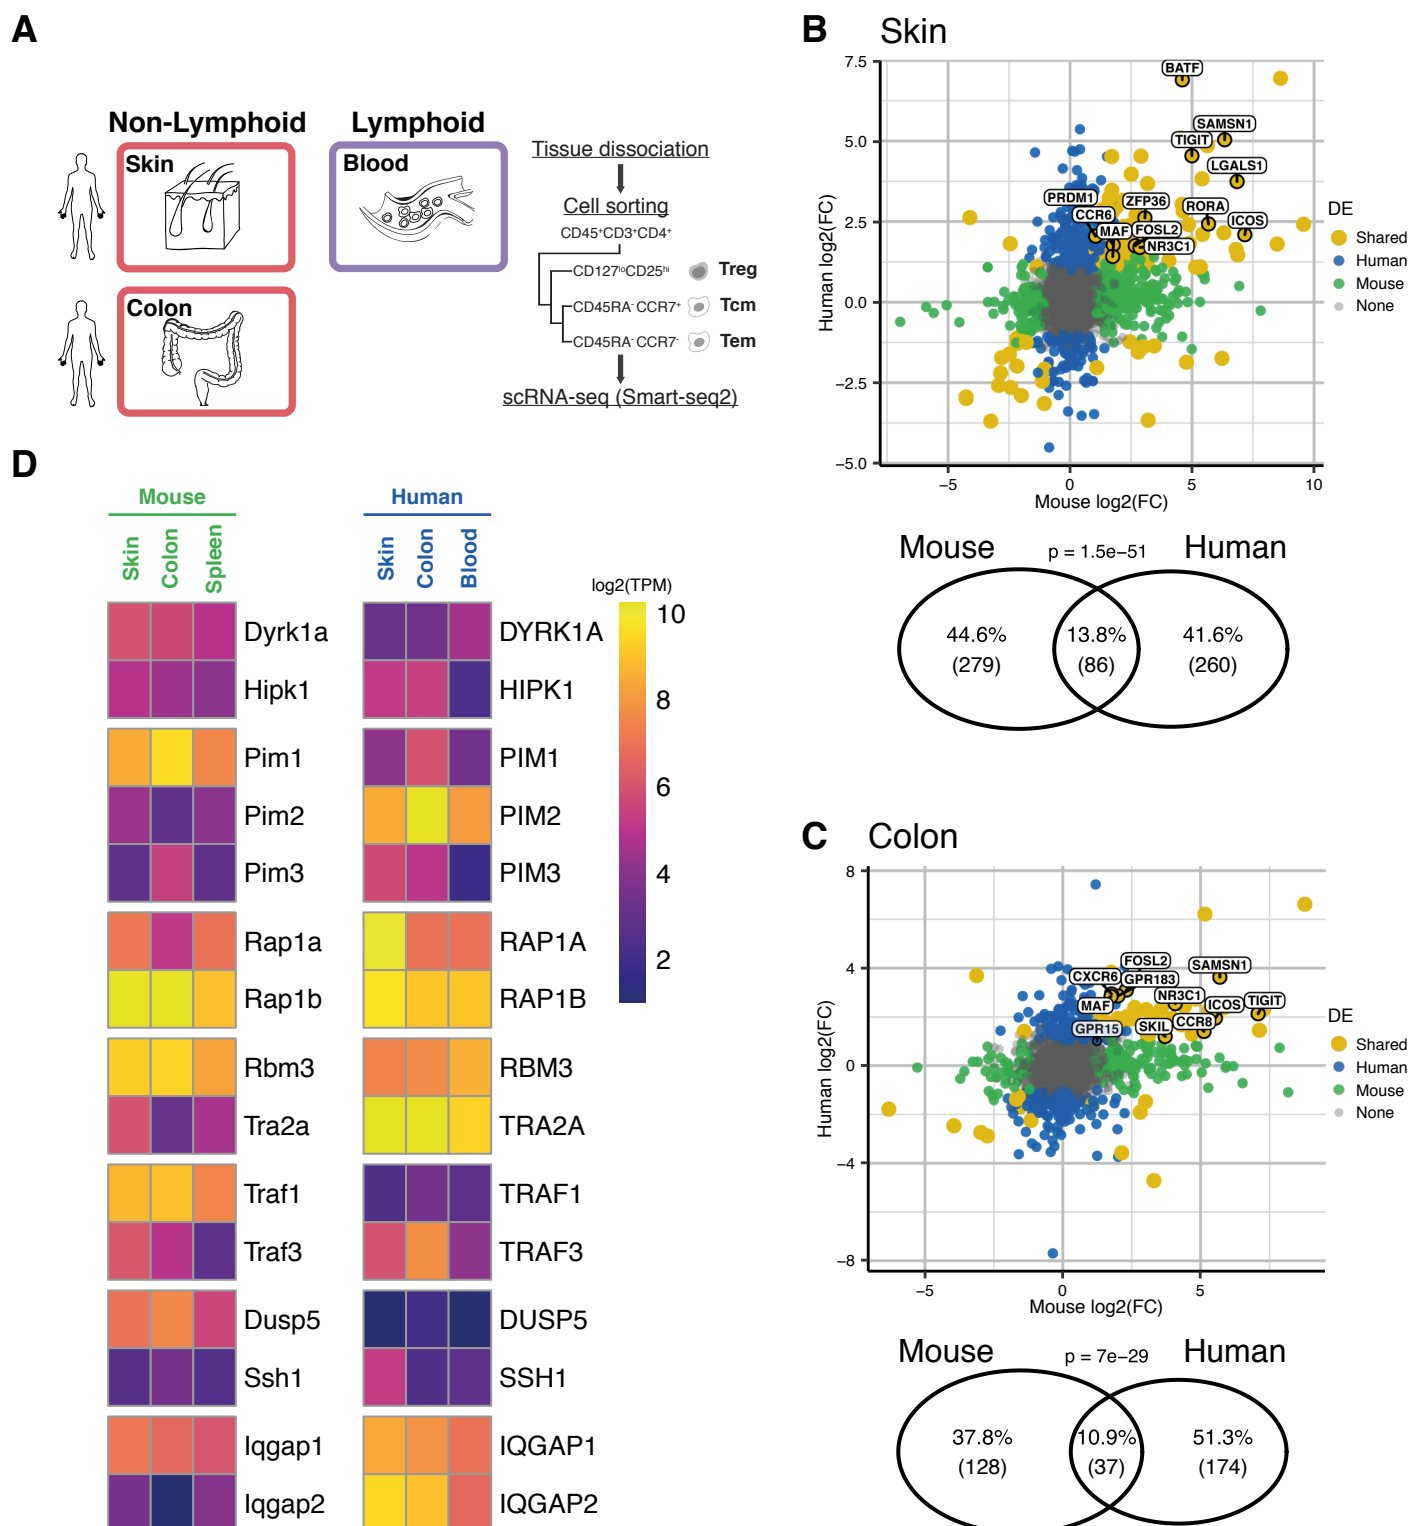 A
Non-Lymphoid
Lymphoid
Skin
Blood
Colon
Tissue dissociation
Cell sorting
CD45⁺CD3⁺CD4⁺
CD127ˡᵒCD25ʰⁱ
Treg
CD45RA⁻CCR7⁺
Tcm
CD45RA⁻CCR7⁻
Tem
scRNA-seq (Smart-seq2)
B
Skin
7.5
5.0
2.5
0.0
−2.5
−5.0
Human log2(FC)
BATF
SAMSN1
TIGIT
LGALS1
PRDM1
ZFP36
CCR6
RORA
MAF
FOSL2
ICOS
NR3C1
−5
0
5
10
Mouse log2(FC)
DE
Shared
Human
Mouse
None
Mouse
p = 1.5e−51
Human
44.6%
(279)
13.8%
(86)
41.6%
(260)
C
Colon
8
4
0
−4
−8
Human log2(FC)
FOSL2
CXCR6
GPR183
SAMSN1
MAF
NR3C1
ICOS
TIGIT
GPR15
SKIL
CCR8
−5
0
5
Mouse log2(FC)
DE
Shared
Human
Mouse
None
Mouse
p = 7e−29
Human
37.8%
(128)
10.9%
(37)
51.3%
(174)
D
Mouse
Human
Skin
Colon
Spleen
Skin
Colon
Blood
log2(TPM)
10
8
6
4
2
Dyrk1a
DYRK1A
Hipk1
HIPK1
Pim1
PIM1
Pim2
PIM2
Pim3
PIM3
Rap1a
RAP1A
Rap1b
RAP1B
Rbm3
RBM3
Tra2a
TRA2A
Traf1
TRAF1
Traf3
TRAF3
Dusp5
DUSP5
Ssh1
SSH1
Iqgap1
IQGAP1
Iqgap2
IQGAP2